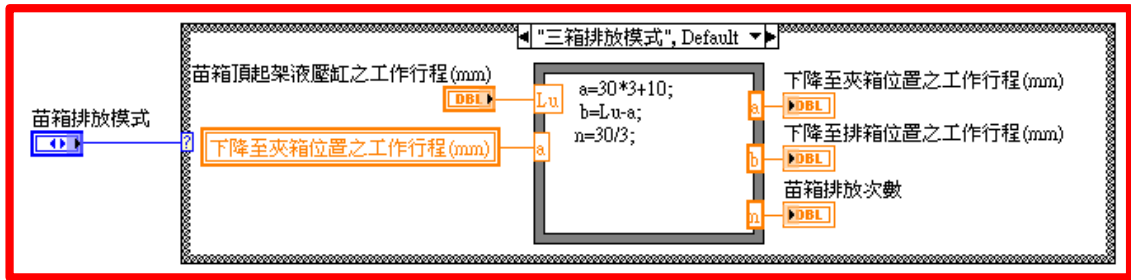 "三箱排放模式", Default
苗箱頂起架液壓缸之工作行程(mm)
DBL
Lu
a=30*3+10;
b=Lu-a;
n=30/3;
下降至夾箱位置之工作行程(mm)
a
DBL
苗箱排放模式
?
下降至夾箱位置之工作行程(mm)
a
下降至排箱位置之工作行程(mm)
b
DBL
苗箱排放次數
n
DBL